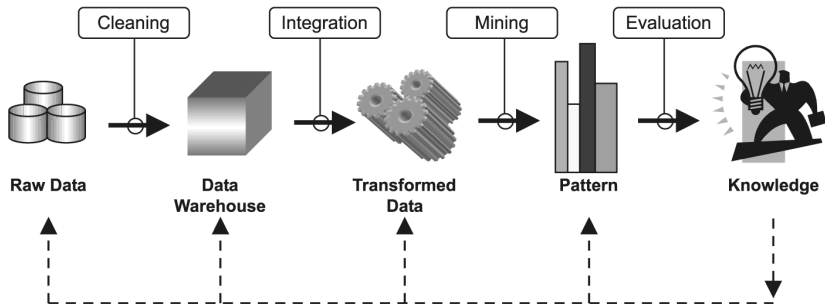 Cleaning
Integration
Mining
Evaluation
Raw Data
Data
Warehouse
Transformed
Data
Pattern
Knowledge